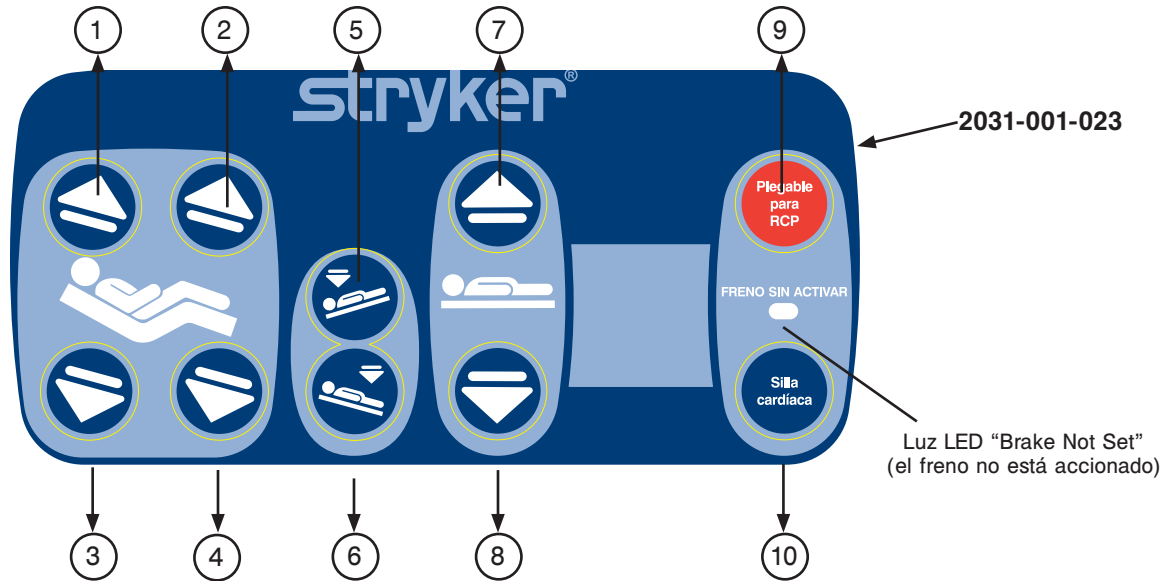 1
2
5
7
9
stryker®
2031-001-023
Plegable
para
RCP
FRENO SIN ACTIVAR
Silla
cardíaca
Luz LED “Brake Not Set”
(el freno no está accionado)
3
4
6
8
10